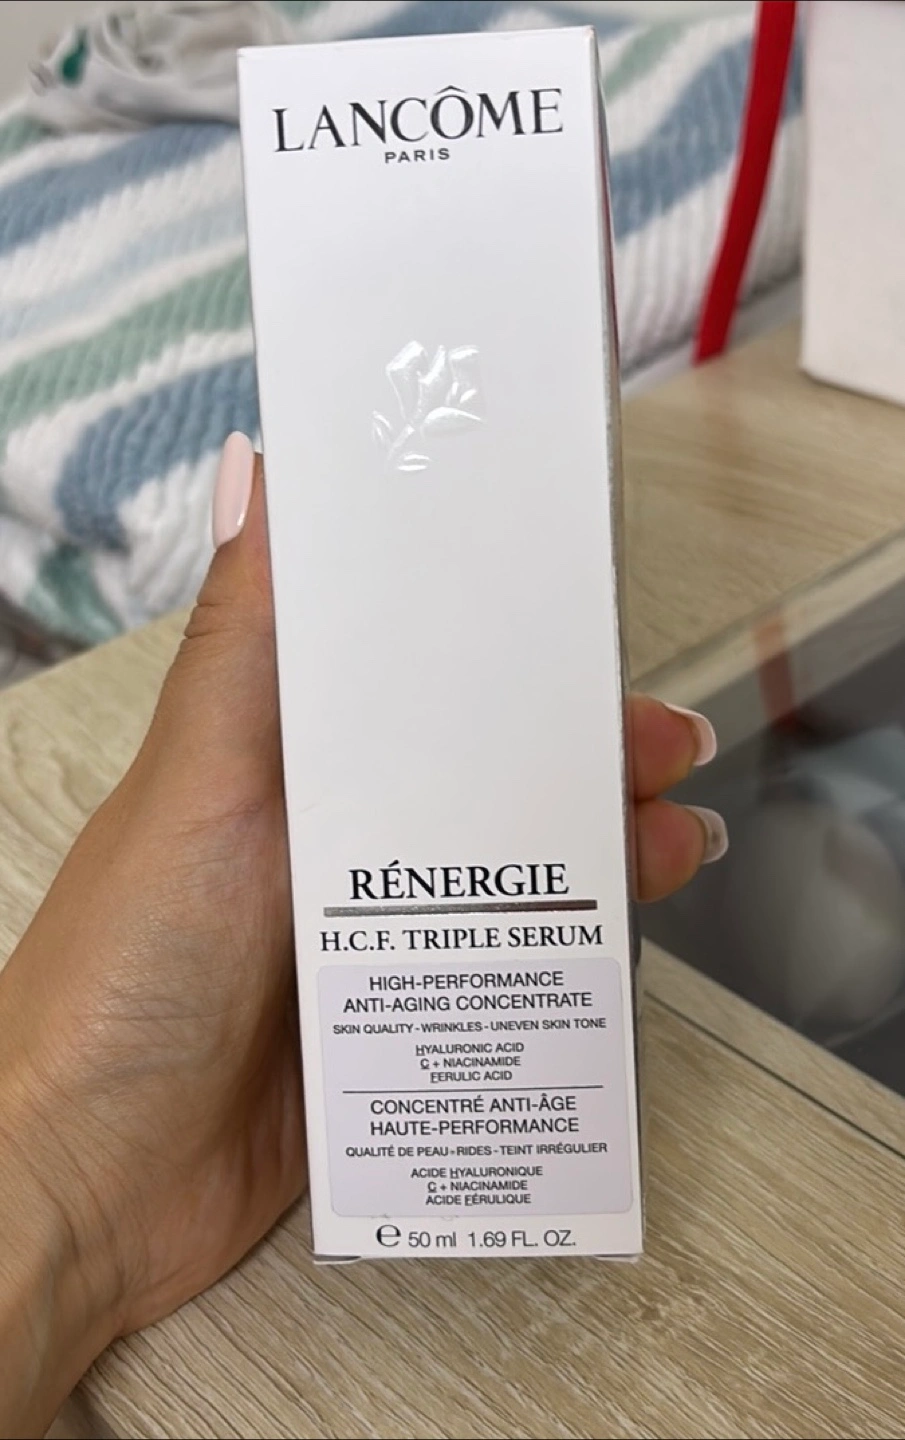 LANCÔME
PARIS
RÉNERGIE
H.C.F. TRIPLE SERUM
HIGH-PERFORMANCE
ANTI-AGING CONCENTRATE
SKIN QUALITY - WRINKLES - UNEVEN SKIN TONE
HYALURONIC ACID
C + NIACINAMIDE
FERULIC ACID
CONCENTRÉ ANTI-ÂGE
HAUTE-PERFORMANCE
QUALITÉ DE PEAU - RIDES - TEINT IRRÉGULIER
ACIDE HYALURONIQUE
C + NIACINAMIDE
ACIDE FÉRULIQUE
℮ 50 ml 1.69 FL. OZ.